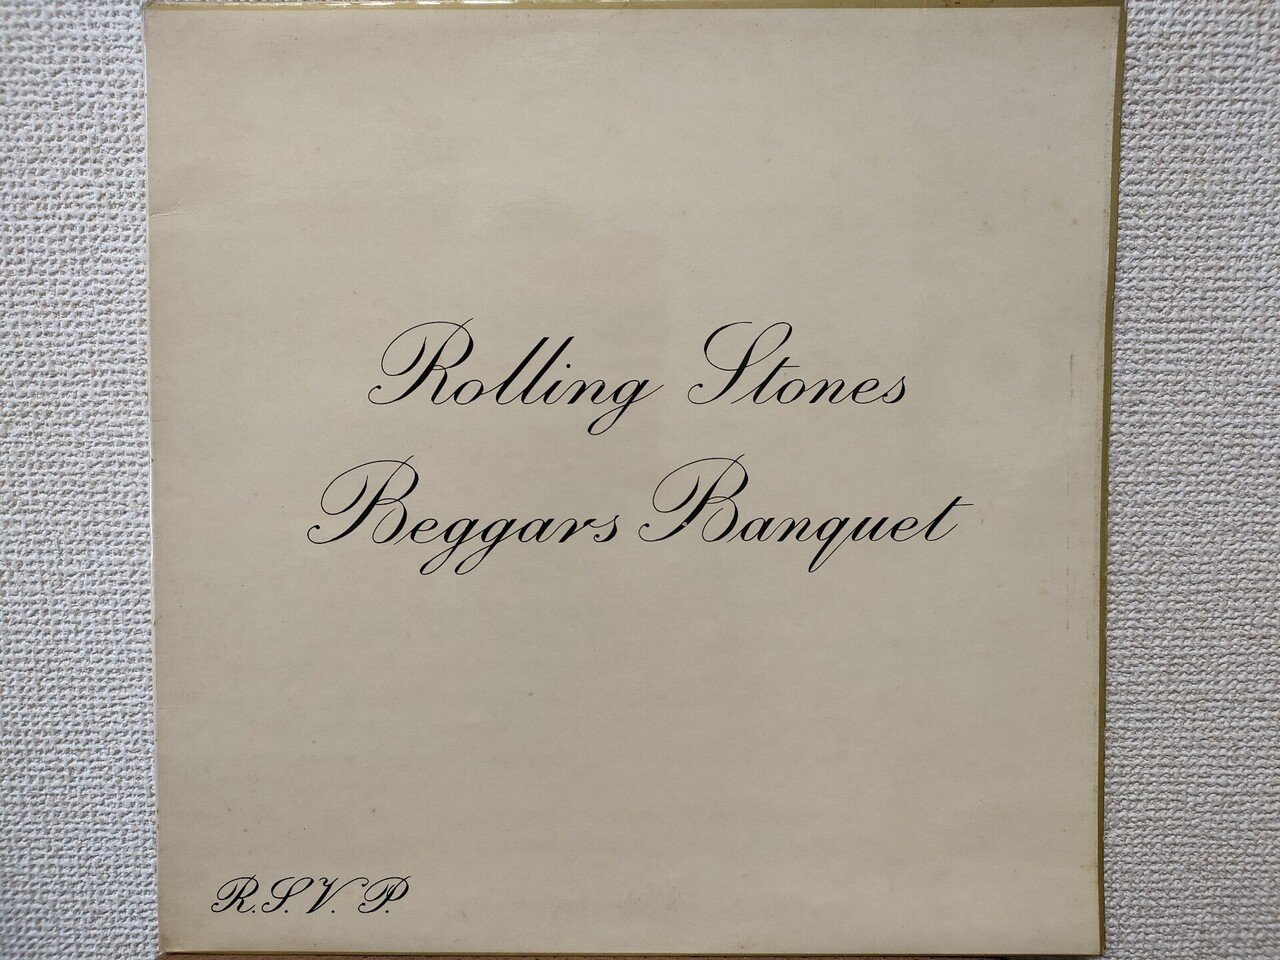 Rolling Stones
Beggars Banquet
R.S.V.P.